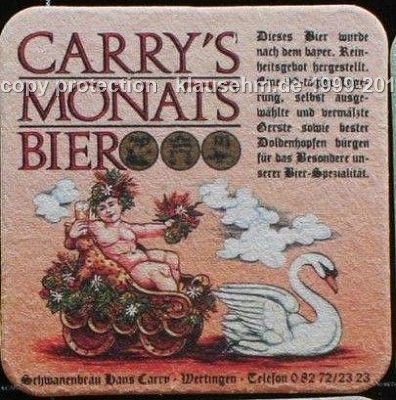 CARRY'S
MONATS
BIER
Dieses Bier wurde
nach dem bayer. Rein-
heitsgebot hergestellt.
Eine Lage-
rung, selbst ausge-
wählte und vermälzte
Gerste sowie bester
Doldenhopfen bürgen
für das Besondere un-
serer Bier-Spezialität.
copy protection klausehm.de 1999-201
Schwanenbräu Hans Carry · Wertingen · Telefon 0 82 72/23 23